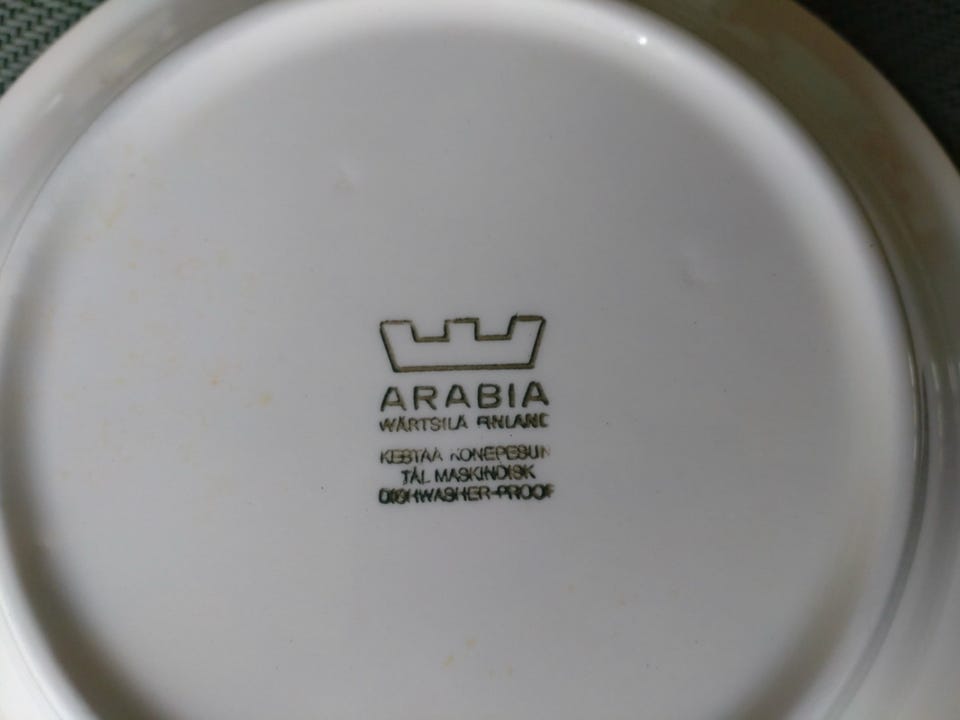 ARABIA
WÄRTSILÄ FINLAND
KESTÄÄ KONEPESUN
TÅL MASKINDISK
DISHWASHER-PROOF